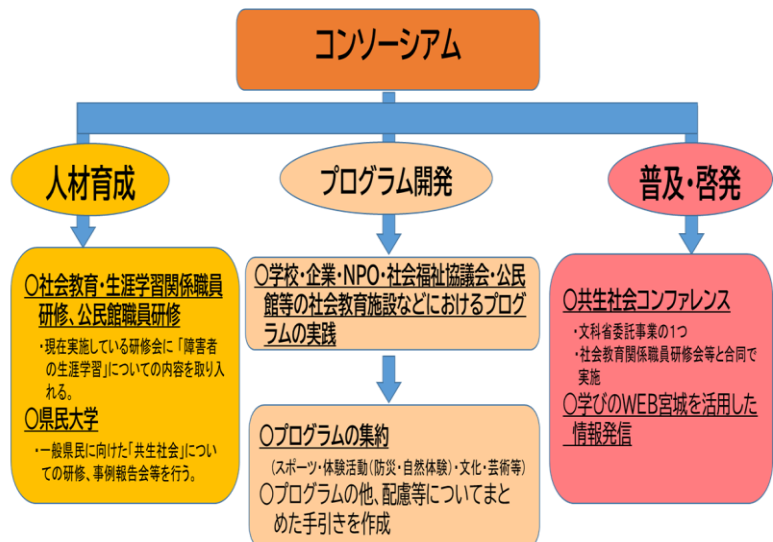 コンソーシアム
人材育成
プログラム開発
普及・啓発
〇社会教育・生涯学習関係職員
研修、公民館職員研修
・現在実施している研修会に「障害者
の生涯学習」についての内容を取り入
れる。
〇県民大学
・一般県民に向けた「共生社会」につい
ての研修、事例報告会等を行う。
〇学校・企業・NPO・社会福祉協議会・公民
館等の社会教育施設などにおけるプログ
ラムの実践
〇プログラムの集約
(スポーツ・体験活動(防災・自然体験)・文化・芸術等)
〇プログラムの他、配慮等についてまと
めた手引きを作成
〇共生社会コンファレンス
・文科省委託事業の1つ
・社会教育関係職員研修会等と合同で
実施
〇学びのWEB宮城を活用した
情報発信